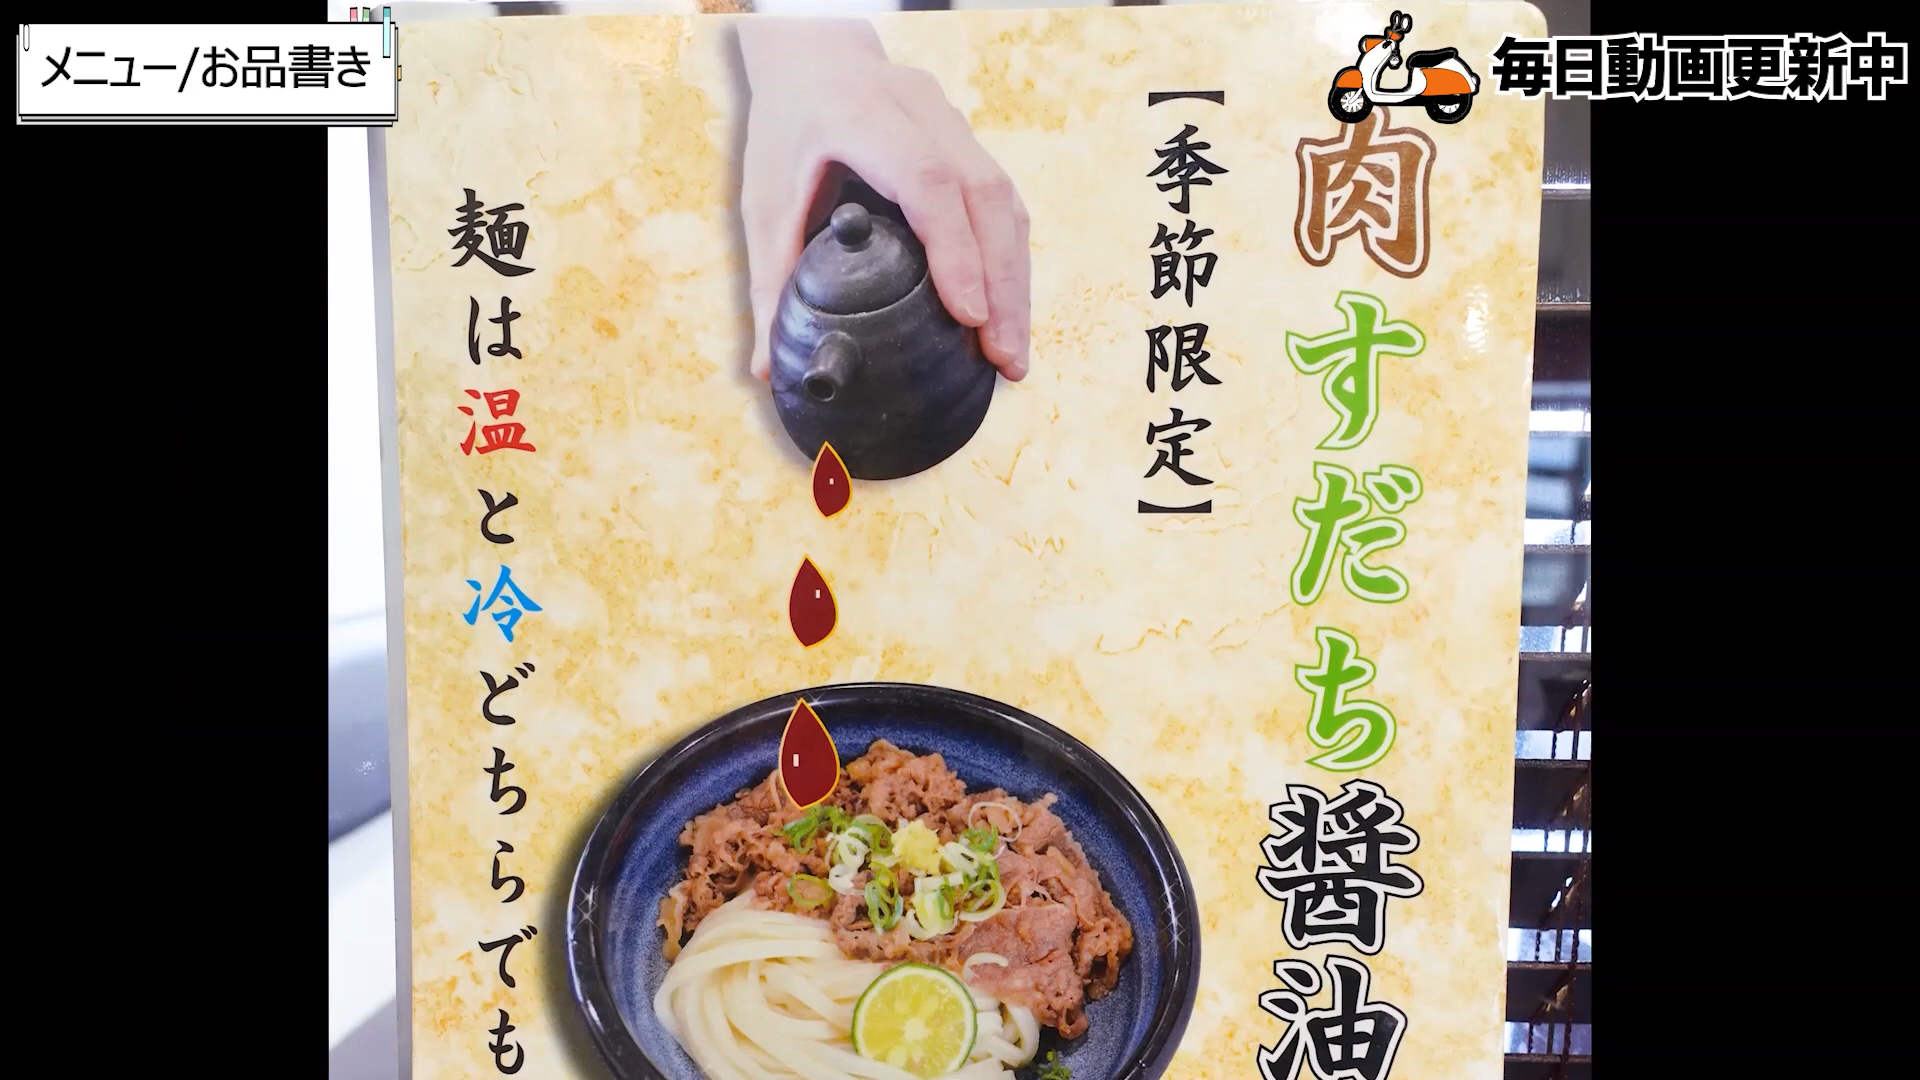 メニュー/お品書き
毎日動画更新中
肉すだち醤油
【季節限定】
麺は温と冷どちらでも